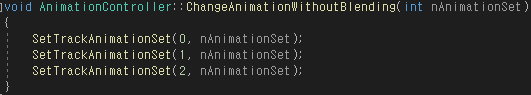 void AnimationController::ChangeAnimationWithoutBlending(int nAnimationSet)
{
SetTrackAnimationSet(0, nAnimationSet);
SetTrackAnimationSet(1, nAnimationSet);
SetTrackAnimationSet(2, nAnimationSet);
}